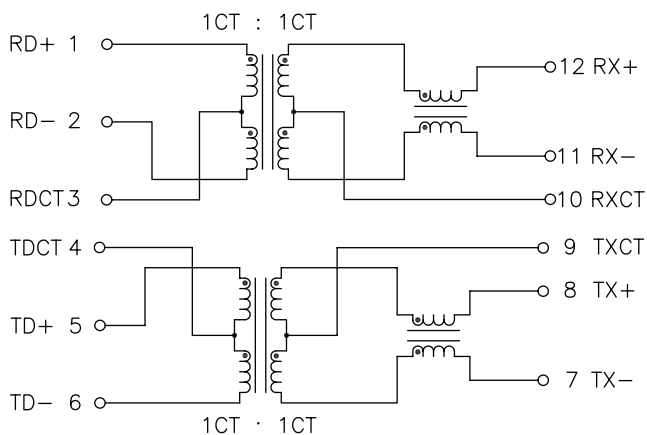 1CT : 1CT
RD+ 1
12 RX+
RD- 2
11 RX-
RDCT 3
10 RXCT
TDCT 4
9 TXCT
8 TX+
TD+ 5
7 TX-
TD- 6
1CT · 1CT